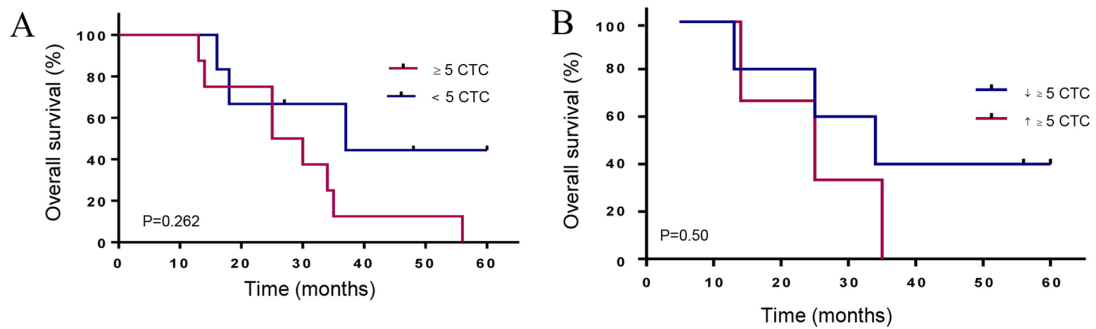 A
Overall survival (%)
100
80
60
40
20
0
≥ 5 CTC
< 5 CTC
P=0.262
0 10 20 30 40 50 60
Time (months)
B
Overall survival (%)
100
80
60
40
20
0
↓ ≥ 5 CTC
↑ ≥ 5 CTC
P=0.50
0 10 20 30 40 50 60
Time (months)